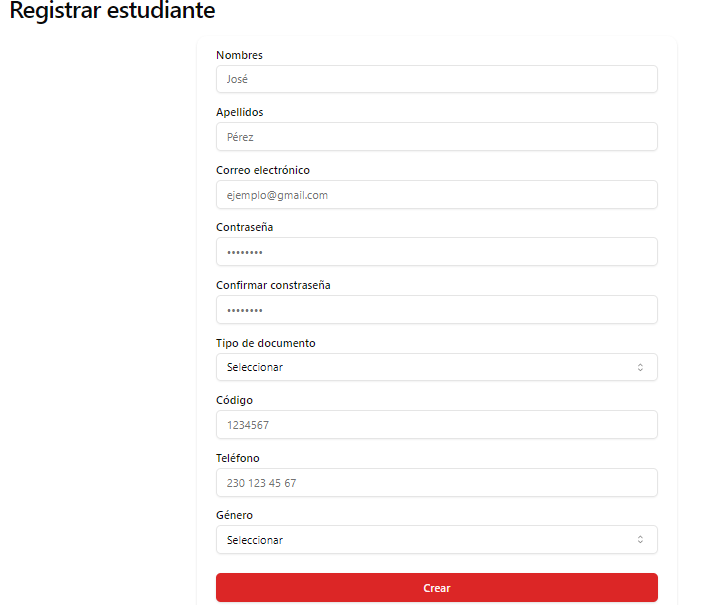 Registrar estudiante
Nombres
José
Apellidos
Pérez
Correo electrónico
ejemplo@gmail.com
Contraseña
••••••••
Confirmar constraseña
••••••••
Tipo de documento
Seleccionar
Código
1234567
Teléfono
230 123 45 67
Género
Seleccionar
Crear